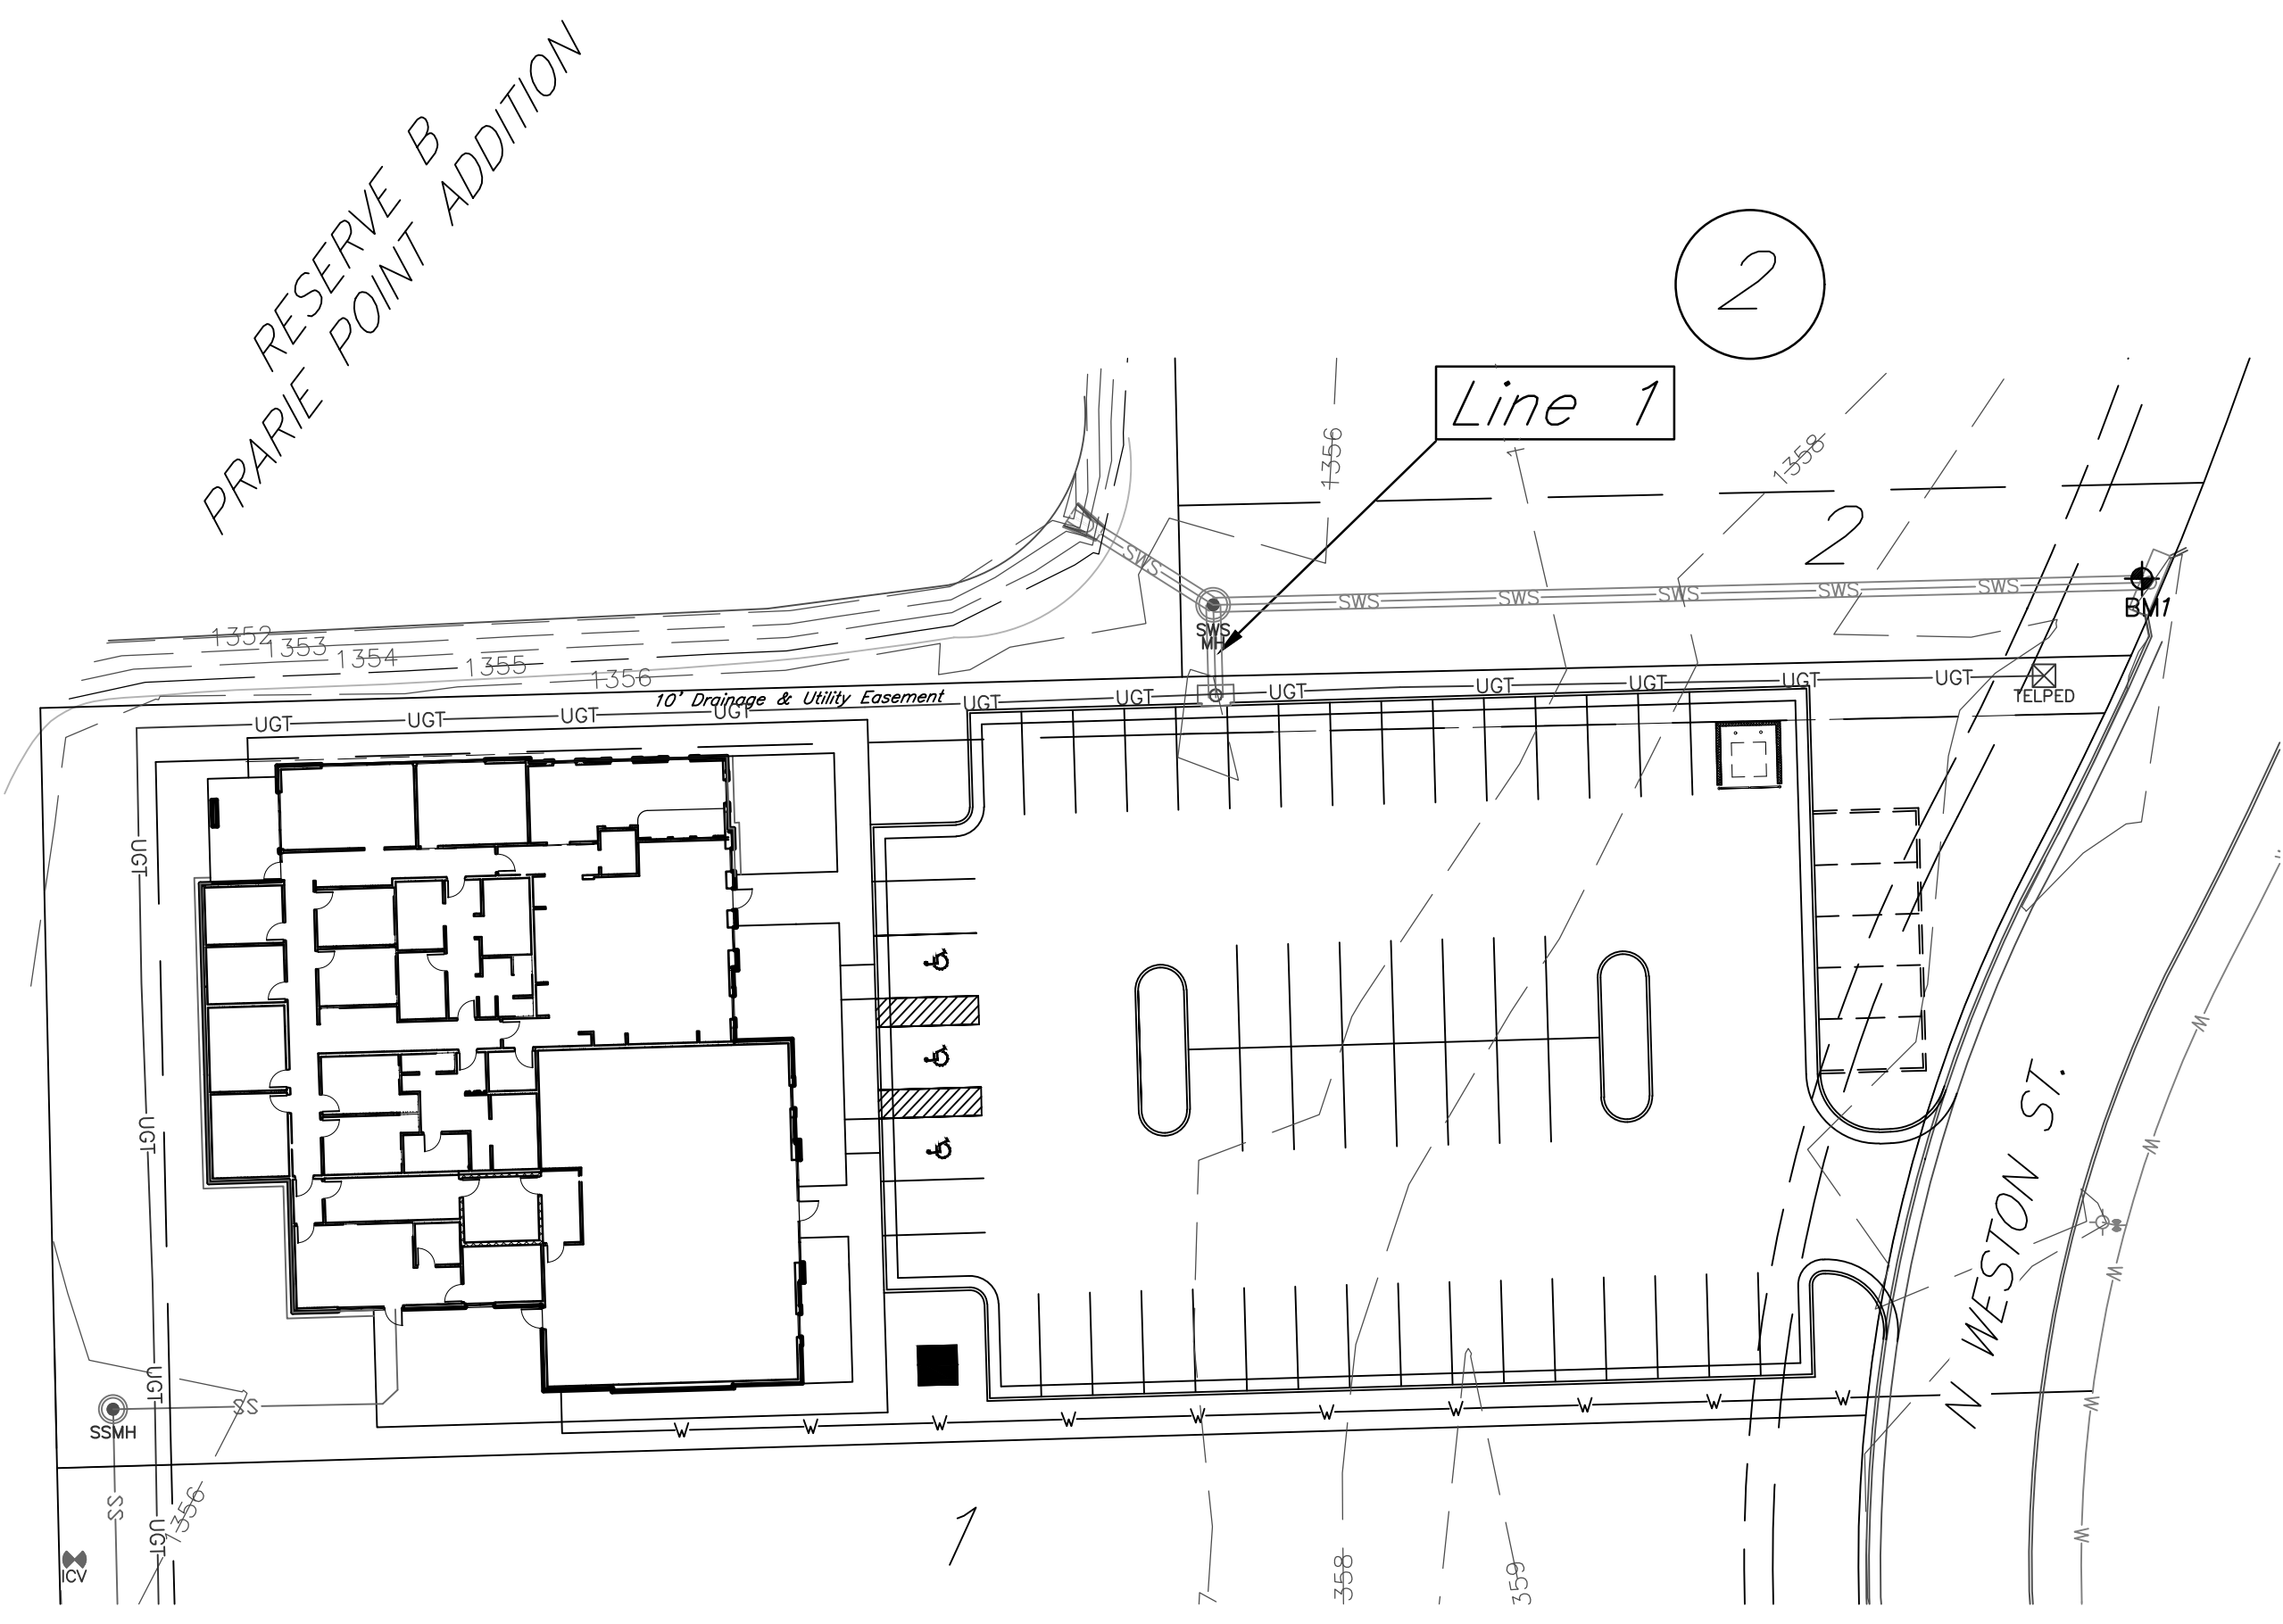 RESERVE B
PRARIE POINT ADDITION
2
Line 1
1356
1
1358
2
SWS
SWS SWS SWS SWS SWS
BM1
SWS
MH
1352
1353
1354
1355
1356
10' Drainage & Utility Easement
UGT UGT UGT UGT UGT UGT UGT UGT UGT UGT UGT
TELPED
UGT
UGT
UGT
UGT
W
W
W
W
W
N WESTON ST.
W W W W W W W W W W
SS
SSMH
SS
1356
ICV
1
7
358
359